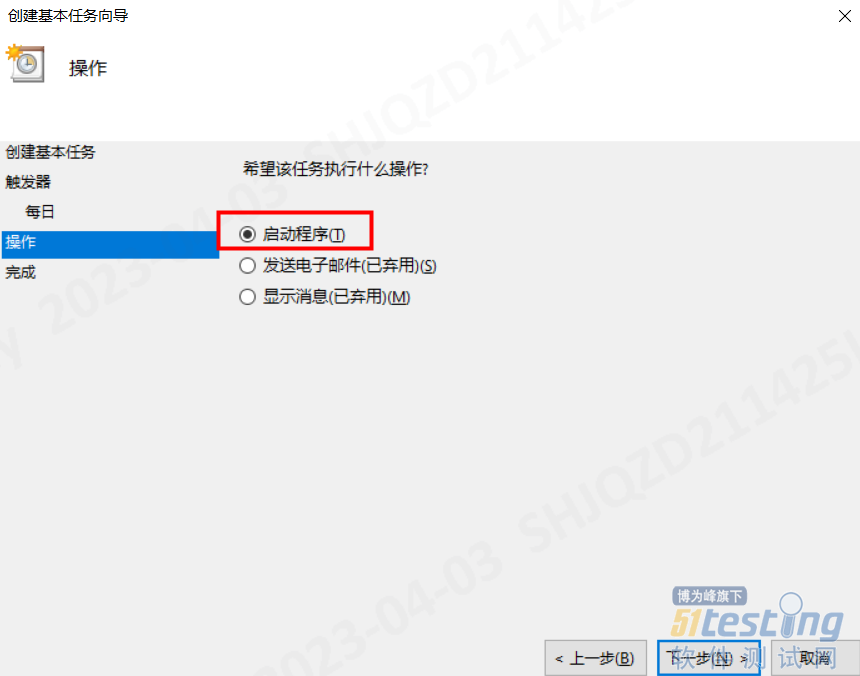 创建基本任务向导
操作
创建基本任务
触发器
每日
操作
完成
希望该任务执行什么操作?
启动程序(T)
发送电子邮件(已弃用)(S)
显示消息(已弃用)(M)
y 2023-04-03 SHJQZD211425
2023-04-03 SHJQZD211425
博为峰旗下
51testing
软件测试网
< 上一步(B)
下一步(N) >
取消